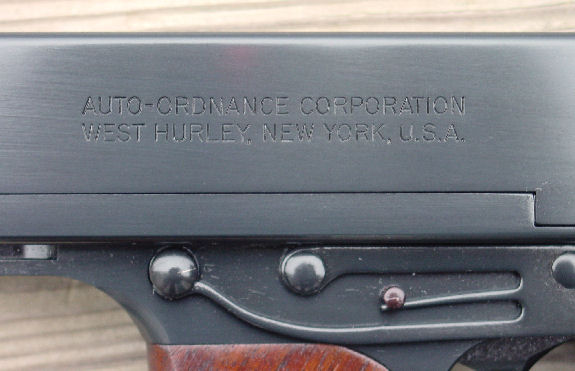 AUTO-ORDNANCE CORPORATION
WEST HURLEY, NEW YORK, U.S.A.